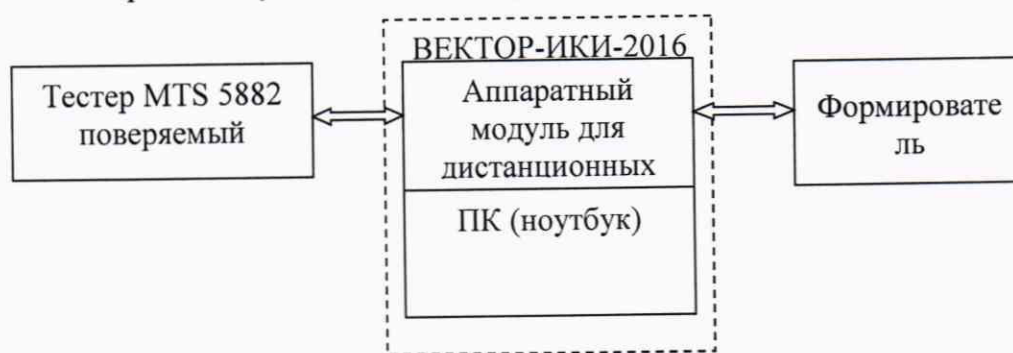 ВЕКТОР-ИКИ-2016
Тестер MTS 5882
поверяемый
Аппаратный
модуль для
дистанционных
ПК (ноутбук)
Формировате
ль